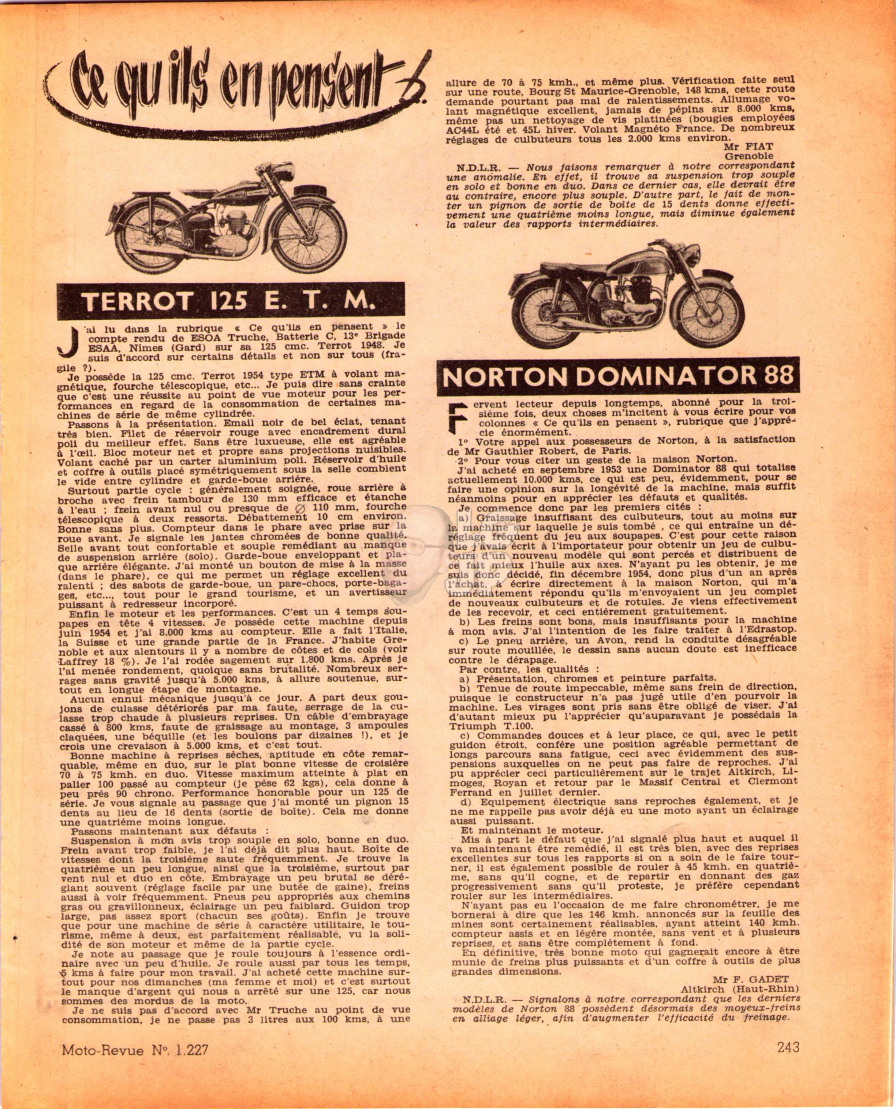 Ce qu'ils en pensent
TERROT 125 E. T. M.
J'ai lu dans la rubrique « Ce qu'ils en pensent » le
compte rendu de ESOA Truche, Batterie C, 13e Brigade
ESAA, Nîmes (Gard) sur sa 125 cmc. Terrot 1948. Je
suis d'accord sur certains détails et non sur tous (fra-
gile ?).
Je possède la 125 cmc. Terrot 1954 type ETM à volant ma-
gnétique, fourche télescopique, etc... Je puis dire sans crainte
que c'est une réussite au point de vue moteur pour les per-
formances en regard de la consommation de certaines ma-
chines de série de même cylindrée.
Passons à la présentation. Email noir de bel éclat, tenant
très bien. Filet de réservoir rouge avec encadrement dural
poli du meilleur effet. Sans être luxueuse, elle est agréable
à l'œil. Bloc moteur net et propre sans projections nuisibles.
Volant caché par un carter aluminium poli. Réservoir d'huile
et coffre à outils placé symétriquement sous la selle comblent
le vide entre cylindre et garde-boue arrière.
Surtout partie cycle : généralement soignée, roue arrière à
broche avec frein tambour de 130 mm efficace et étanche
à l'eau ; frein avant nul ou presque de ∅ 110 mm, fourche
télescopique à deux ressorts. Débattement 10 cm environ.
Bonne sans plus. Compteur dans le phare avec prise sur la
roue avant. Je signale les jantes chromées de bonne qualité.
Selle avant tout confortable et souple remédiant au manque
de suspension arrière (solo). Garde-boue enveloppant et pla-
que arrière élégante. J'ai monté un bouton de mise à la masse
(dans le phare), ce qui me permet un réglage excellent du
ralenti ; des sabots de garde-boue, un pare-chocs, porte-baga-
ges, etc..., tout pour le grand tourisme, et un avertisseur
puissant à redresseur incorporé.
Enfin le moteur et les performances. C'est un 4 temps sou-
papes en tête 4 vitesses. Je possède cette machine depuis
juin 1954 et j'ai 8.000 kms au compteur. Elle a fait l'Italie,
la Suisse et une grande partie de la France. J'habite Gre-
noble et aux alentours il y a nombre de côtes et de cols (voir
Laffrey 18 %). Je l'ai rodée sagement sur 1.800 kms. Après je
l'ai menée rondement, quoique sans brutalité. Nombreux ser-
rages sans gravité jusqu'à 5.000 kms, à allure soutenue, sur-
tout en longue étape de montagne.
Aucun ennui mécanique jusqu'à ce jour. A part deux gou-
jons de culasse détériorés par ma faute, serrage de la cu-
lasse trop chaude à plusieurs reprises. Un câble d'embrayage
cassé à 800 kms, faute de graissage au montage, 3 ampoules
claquées, une béquille (et les boulons par dizaines !), et je
crois une crevaison à 5.000 kms, et c'est tout.
Bonne machine à reprises sèches, aptitude en côte remar-
quable, même en duo, sur le plat bonne vitesse de croisière
70 à 75 kmh. en duo. Vitesse maximum atteinte à plat en
palier 100 passé au compteur (je pèse 62 kgs), cela donne à
peu près 90 chrono. Performance honorable pour un 125 de
série. Je vous signale au passage que j'ai monté un pignon 15
dents au lieu de 16 dents (sortie de boîte). Cela me donne
une quatrième moins longue.
Passons maintenant aux défauts :
Suspension à mon avis trop souple en solo, bonne en duo.
Frein avant trop faible, je l'ai déjà dit plus haut. Boîte de
vitesses dont la troisième saute fréquemment. Je trouve la
quatrième un peu longue, ainsi que la troisième, surtout par
vent nul et duo en côte. Embrayage un peu brutal se déré-
glant souvent (réglage facile par une butée de gaine), freins
aussi à voir fréquemment. Pneus peu appropriés aux chemins
gras ou gravillonneux, éclairage un peu faiblard. Guidon trop
large, pas assez sport (chacun ses goûts). Enfin je trouve
que pour une machine de série à caractère utilitaire, le tou-
risme, même à deux, est parfaitement réalisable, vu la soli-
dité de son moteur et même de la partie cycle.
Je note au passage que je roule toujours à l'essence ordi-
naire avec un peu d'huile. Je roule aussi par tous les temps,
6 kms à faire pour mon travail. J'ai acheté cette machine sur-
tout pour nos dimanches (ma femme et moi) et c'est surtout
le manque d'argent qui nous a arrêté sur une 125, car nous
sommes des mordus de la moto.
Je ne suis pas d'accord avec Mr Truche au point de vue
consommation, je ne passe pas 3 litres aux 100 kms, à une
allure de 70 à 75 kmh., et même plus. Vérification faite seul
sur une route, Bourg St Maurice-Grenoble, 148 kms, cette route
demande pourtant pas mal de ralentissements. Allumage vo-
lant magnétique excellent, jamais de pépins sur 8.000 kms,
même pas un nettoyage de vis platinées (bougies employées
AC44L été et 45L hiver. Volant Magnéto France. De nombreux
réglages de culbuteurs tous les 2.000 kms environ.
Mr FIAT
Grenoble
N.D.L.R. — Nous faisons remarquer à notre correspondant
une anomalie. En effet, il trouve sa suspension trop souple
en solo et bonne en duo. Dans ce dernier cas, elle devrait être
au contraire, encore plus souple. D'autre part, le fait de mon-
ter un pignon de sortie de boîte de 15 dents donne effecti-
vement une quatrième moins longue, mais diminue également
la valeur des rapports intermédiaires.
NORTON DOMINATOR 88
Fervent lecteur depuis longtemps, abonné pour la troi-
sième fois, deux choses m'incitent à vous écrire pour vos
colonnes « Ce qu'ils en pensent », rubrique que j'appré-
cie énormément.
1° Votre appel aux possesseurs de Norton, à la satisfaction
de Mr Gauthier Robert, de Paris.
2° Pour vous citer un geste de la maison Norton.
J'ai acheté en septembre 1953 une Dominator 88 qui totalise
actuellement 10.000 kms, ce qui est peu, évidemment, pour se
faire une opinion sur la longévité de la machine, mais suffit
néanmoins pour en apprécier les défauts et qualités.
Je commence donc par les premiers cités :
a) Graissage insuffisant des culbuteurs, tout au moins sur
la machine sur laquelle je suis tombé, ce qui entraîne un dé-
réglage fréquent du jeu aux soupapes. C'est pour cette raison
que j'avais écrit à l'importateur pour obtenir un jeu de culbu-
teurs d'un nouveau modèle qui sont percés et distribuent de
ce fait mieux l'huile aux axes. N'ayant pu les obtenir, je me
suis donc décidé, fin décembre 1954, donc plus d'un an après
l'achat, à écrire directement à la maison Norton, qui m'a
immédiatement répondu qu'ils m'envoyaient un jeu complet
de nouveaux culbuteurs et de rotules. Je viens effectivement
de les recevoir, et ceci entièrement gratuitement.
b) Les freins sont bons, mais insuffisants pour la machine
à mon avis. J'ai l'intention de les faire traiter à l'Edrastop.
c) Le pneu arrière, un Avon, rend la conduite désagréable
sur route mouillée, le dessin sans aucun doute est inefficace
contre le dérapage.
Par contre, les qualités :
a) Présentation, chromes et peinture parfaits.
b) Tenue de route impeccable, même sans frein de direction,
puisque le constructeur n'a pas jugé utile d'en pourvoir la
machine. Les virages sont pris sans être obligé de viser. J'ai
d'autant mieux pu l'apprécier qu'auparavant je possédais la
Triumph T.100.
c) Commandes douces et à leur place, ce qui, avec le petit
guidon étroit, confère une position agréable permettant de
longs parcours sans fatigue, ceci avec évidemment des sus-
pensions auxquelles on ne peut pas faire de reproches. J'ai
pu apprécier ceci particulièrement sur le trajet Altkirch, Li-
moges, Royan et retour par le Massif Central et Clermont
Ferrand en juillet dernier.
d) Equipement électrique sans reproches également, et je
ne me rappelle pas avoir déjà eu une moto ayant un éclairage
aussi puissant.
Et maintenant le moteur.
Mis à part le défaut que j'ai signalé plus haut et auquel il
va maintenant être remédié, il est très bien, avec des reprises
excellentes sur tous les rapports si on a soin de le faire tour-
ner, il est également possible de rouler à 45 kmh. en quatriè-
me, sans qu'il cogne, et de repartir en donnant des gaz
progressivement sans qu'il proteste, je préfère cependant
rouler sur les intermédiaires.
N'ayant pas eu l'occasion de me faire chronométrer, je me
bornerai à dire que les 146 kmh. annoncés sur la feuille des
mines sont certainement réalisables, ayant atteint 140 kmh.
compteur assis et en légère montée, sans vent et à plusieurs
reprises, et sans être complètement à fond.
En définitive, très bonne moto qui gagnerait encore à être
munie de freins plus puissants et d'un coffre à outils de plus
grandes dimensions.
Mr F. GADET
Altkirch (Haut-Rhin)
N.D.L.R. — Signalons à notre correspondant que les derniers
modèles de Norton 88 possèdent désormais des moyeux-freins
en alliage léger, afin d'augmenter l'efficacité du freinage.
Moto-Revue N°. 1.227
243